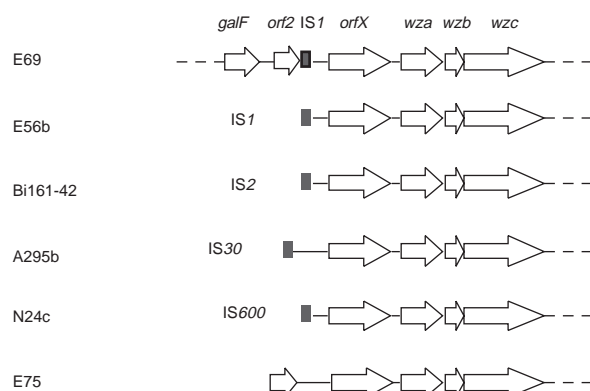 galF orf2 IS1 orfX wza wzb wzc
E69
E56b IS1
Bi161-42 IS2
A295b IS30
N24c IS600
E75